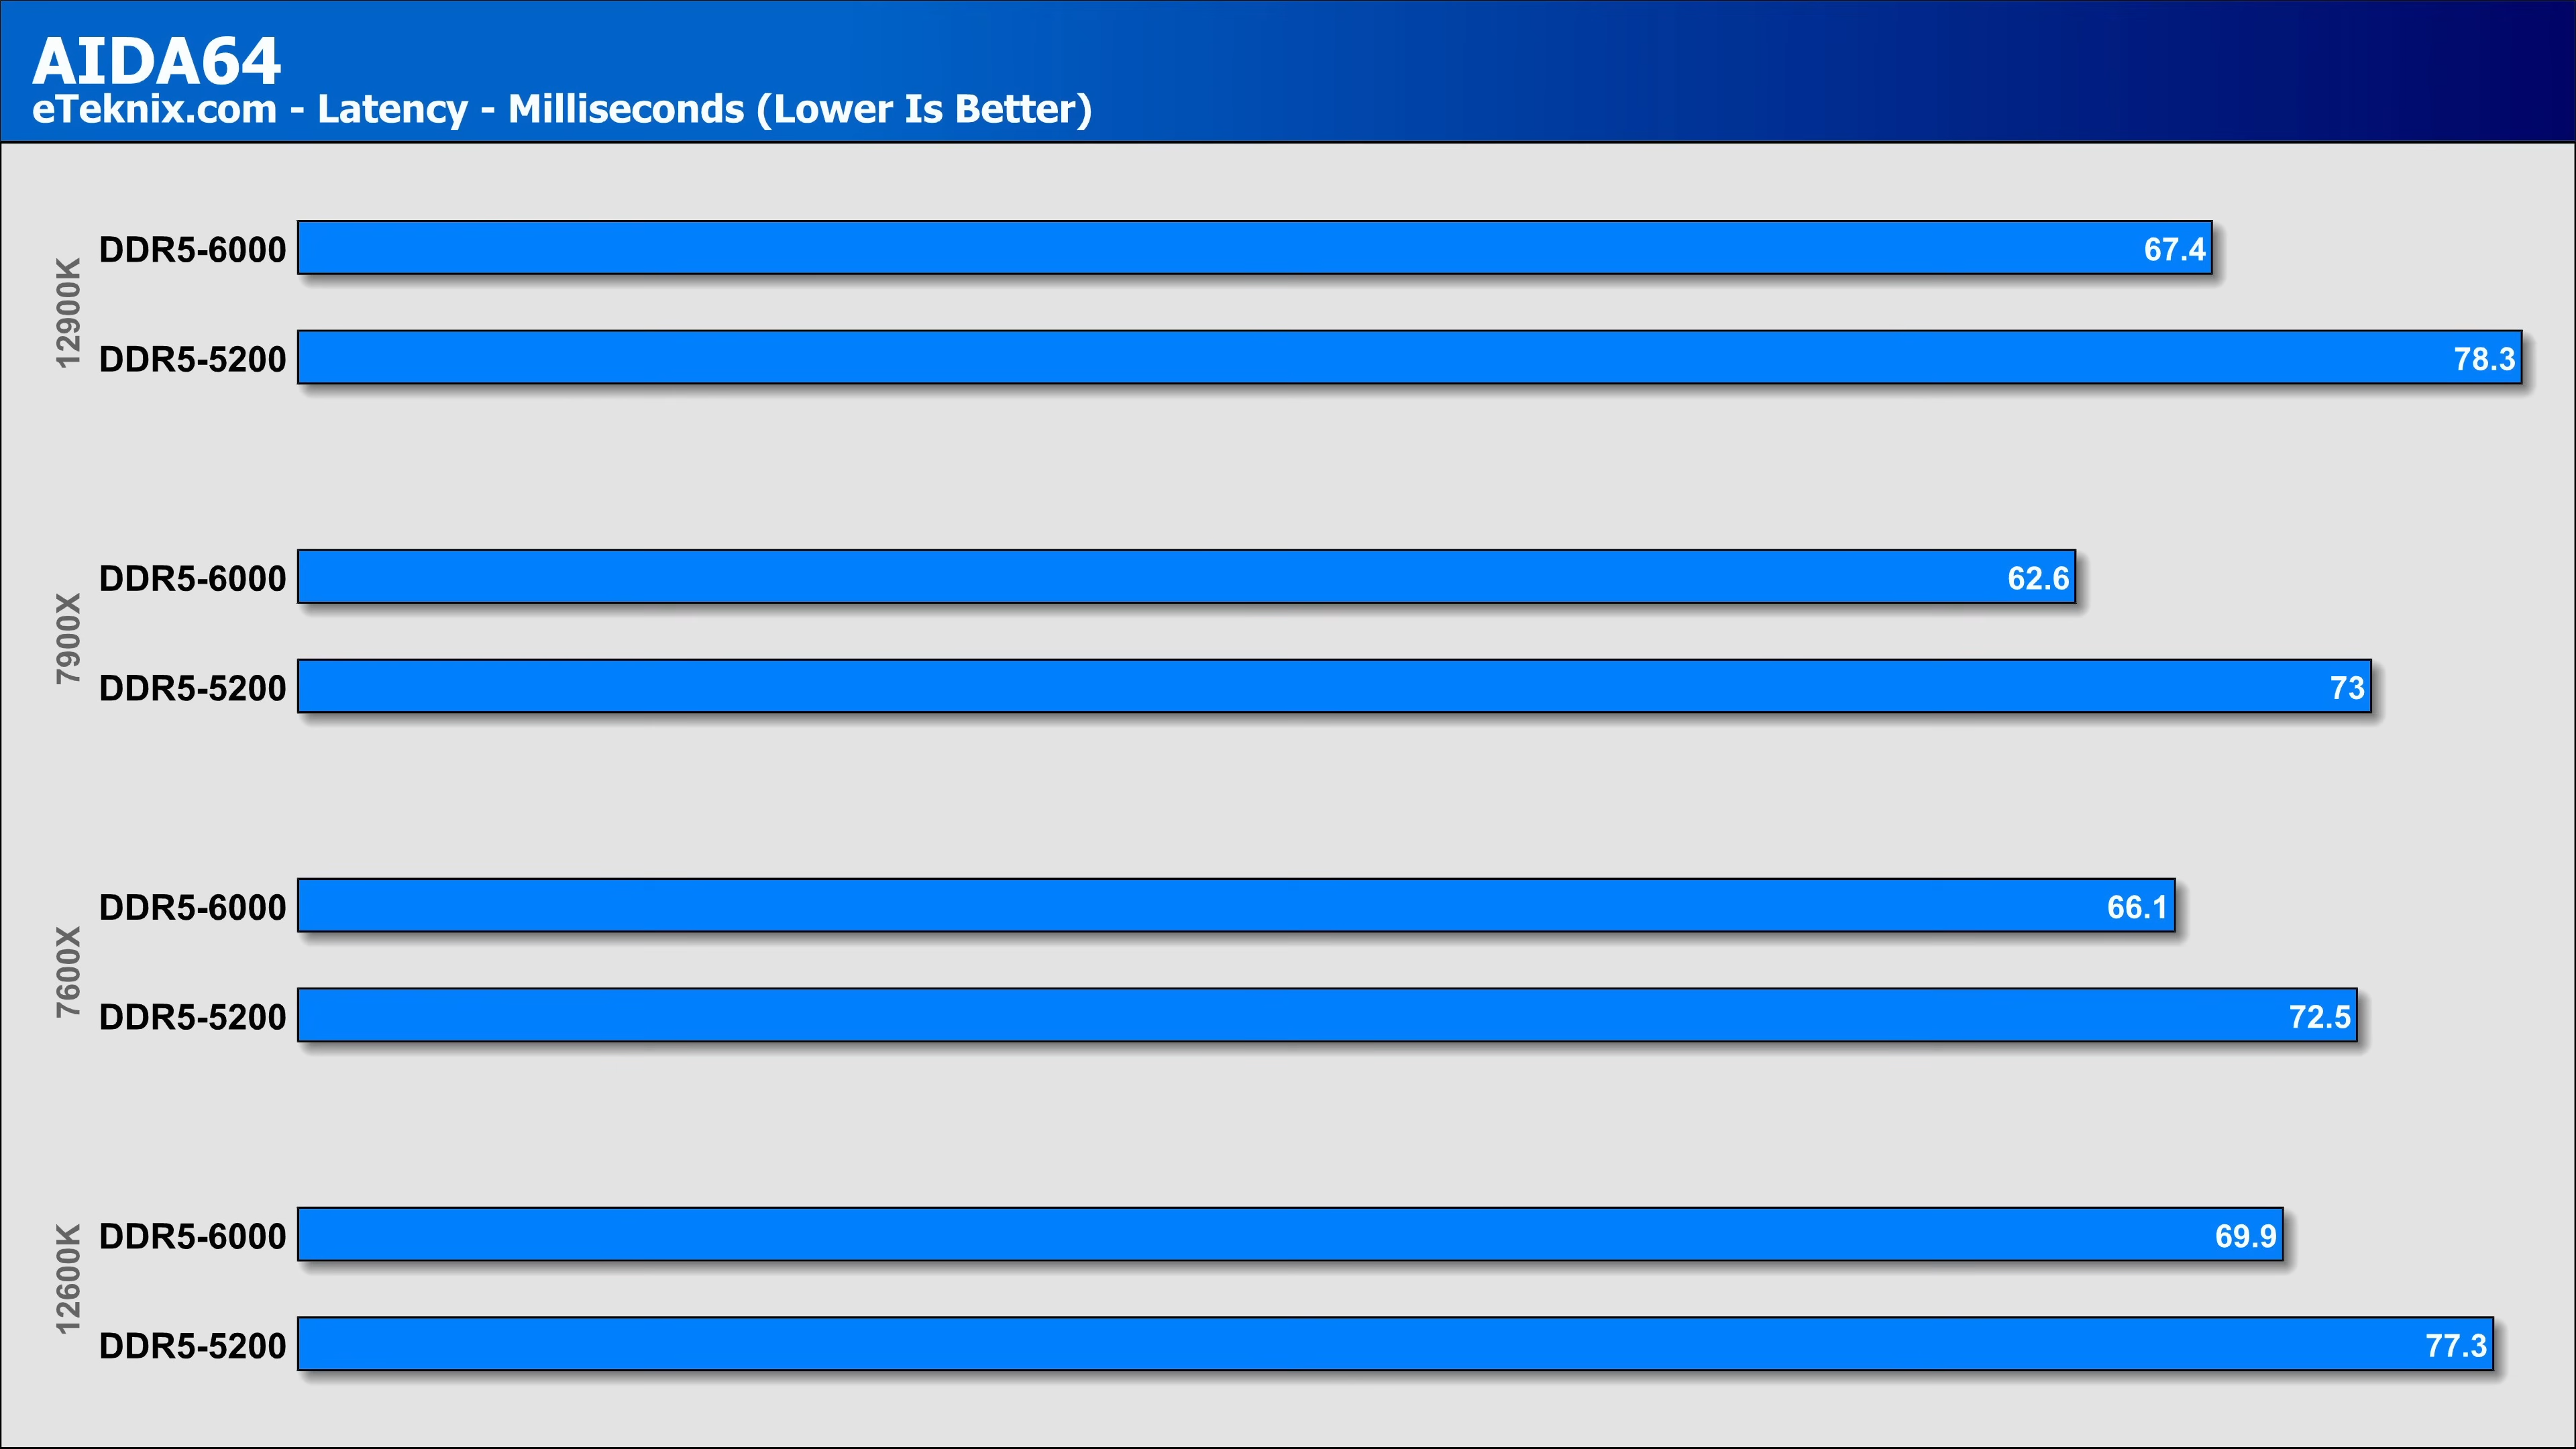 AIDA64
eTeknix.com - Latency - Milliseconds (Lower Is Better)
12900K
DDR5-6000 67.4
DDR5-5200 78.3
7900X
DDR5-6000 62.6
DDR5-5200 73
7600X
DDR5-6000 66.1
DDR5-5200 72.5
12600K
DDR5-6000 69.9
DDR5-5200 77.3